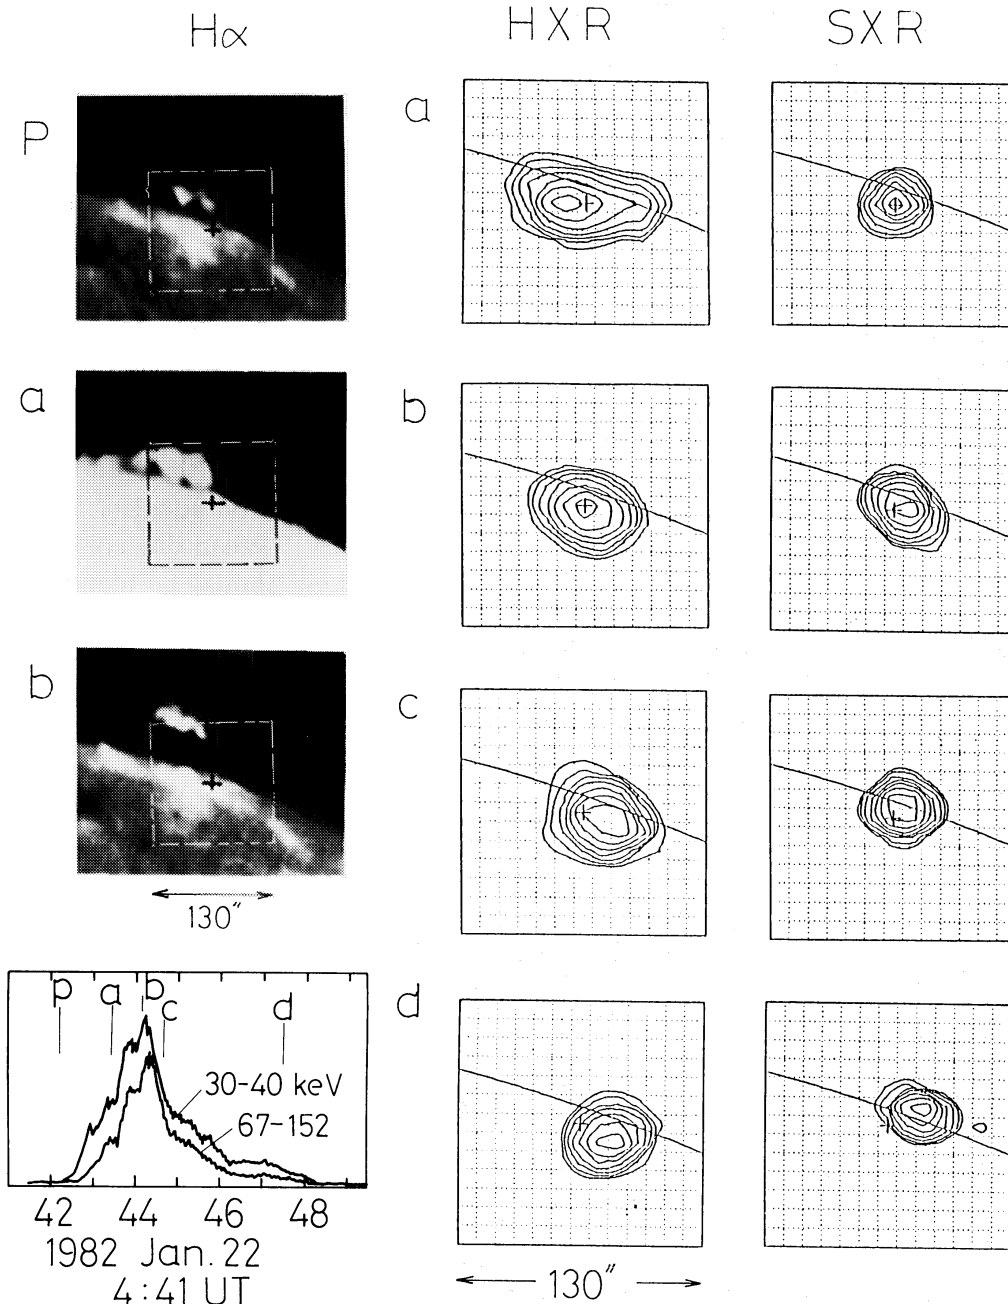 Hα
HXR
SXR
P
a
a
b
b
c
130"
p a b c d
30-40 keV
67-152
42 44 46 48
1982 Jan. 22
4:41 UT
d
130"